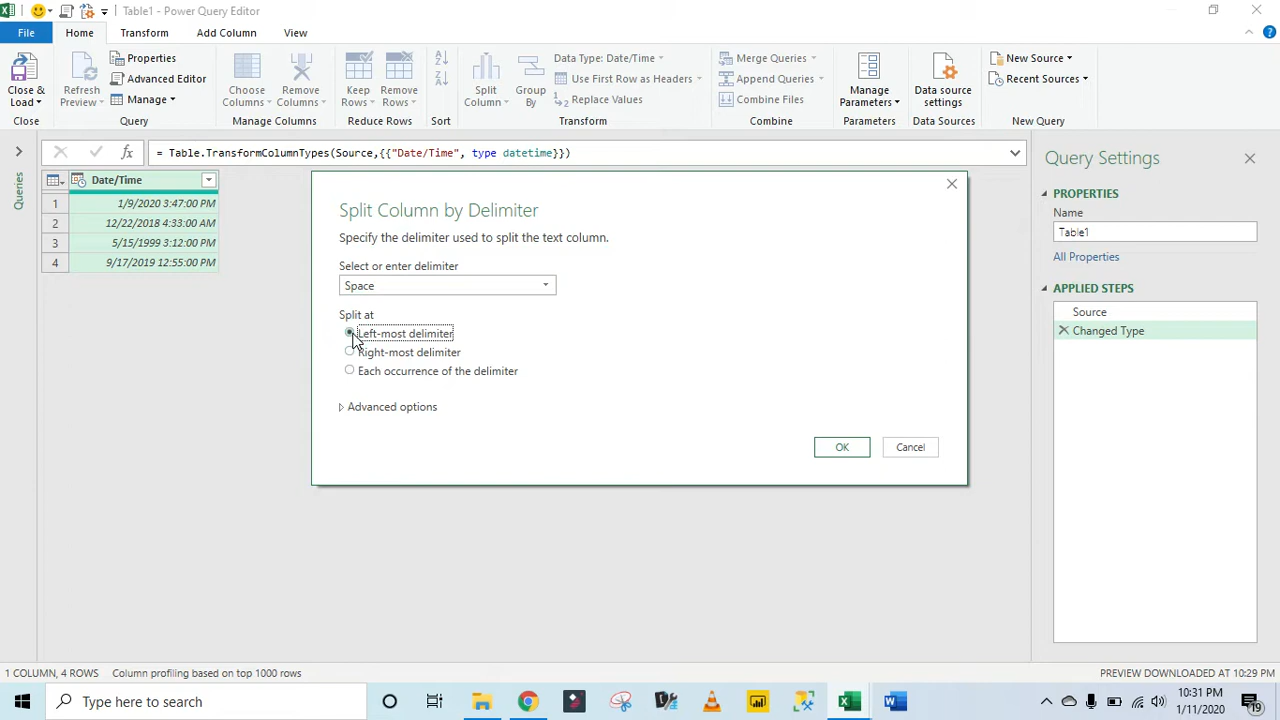 Table1 - Power Query Editor
File Home Transform Add Column View
Close & Load
Refresh Preview
Properties
Advanced Editor
Manage
Choose Columns
Remove Columns
Keep Rows
Remove Rows
Split Column
Group By
Data Type: Date/Time
Use First Row as Headers
Replace Values
Merge Queries
Append Queries
Combine Files
Manage Parameters
Data source settings
New Source
Recent Sources
Close Query Manage Columns Reduce Rows Sort Transform Combine Parameters Data Sources New Query
fx = Table.TransformColumnTypes(Source,{{"Date/Time", type datetime}})
Queries
Date/Time
1 1/9/2020 3:47:00 PM
2 12/22/2018 4:33:00 AM
3 5/15/1999 3:12:00 PM
4 9/17/2019 12:55:00 PM
Split Column by Delimiter
Specify the delimiter used to split the text column.
Select or enter delimiter
Space
Split at
Left-most delimiter
Right-most delimiter
Each occurrence of the delimiter
Advanced options
OK Cancel
Query Settings
PROPERTIES
Name
Table1
All Properties
APPLIED STEPS
Source
Changed Type
1 COLUMN, 4 ROWS Column profiling based on top 1000 rows
PREVIEW DOWNLOADED AT 10:29 PM
Type here to search
10:31 PM
1/11/2020
19